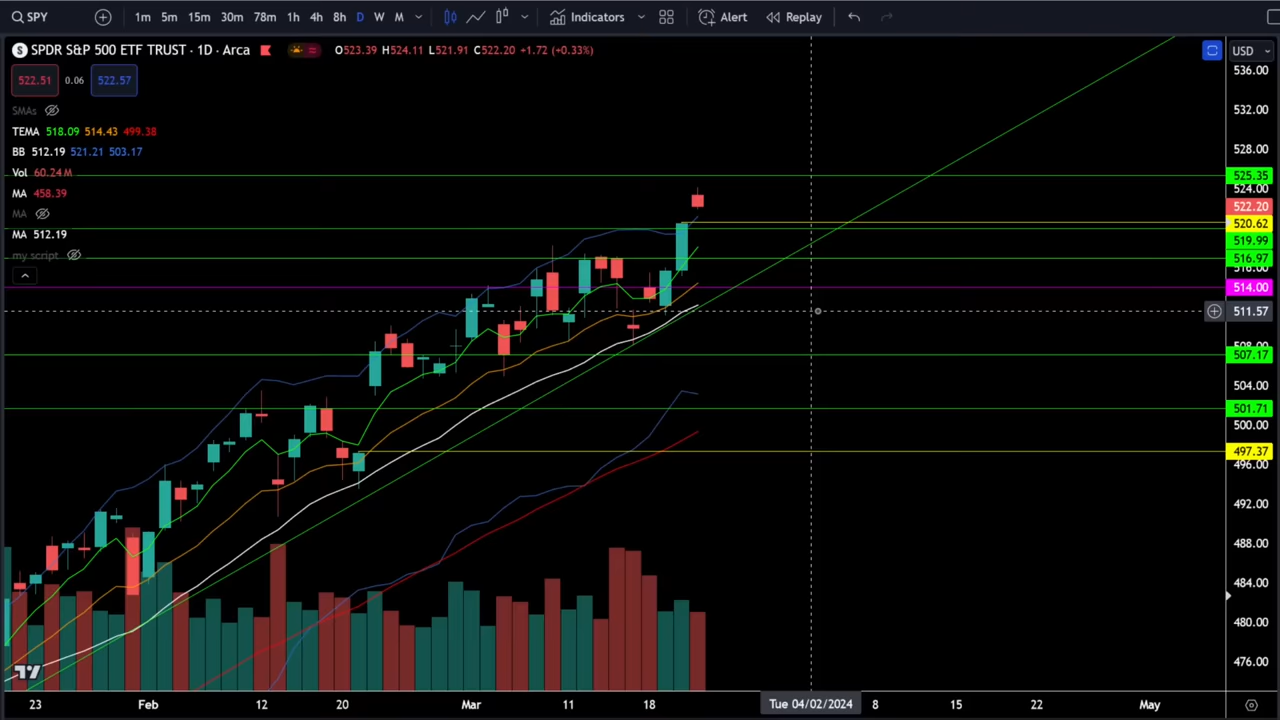 SPY 1m 5m 15m 30m 78m 1h 4h 8h D W M Indicators Alert Replay
S SPDR S&P 500 ETF TRUST · 1D · Arca O523.39 H524.11 L521.91 C522.20 +1.72 (+0.33%) USD
536.00
522.51 0.06 522.57
SMAs
532.00
TEMA 518.09 514.43 499.38
BB 512.19 521.21 503.17
528.00
Vol 60.24M
525.35
MA 458.39
524.00
522.20
MA
520.62
MA 512.19
519.99
my script
516.97
516.00
514.00
511.57
508.00
507.17
504.00
501.71
500.00
497.37
496.00
492.00
488.00
484.00
480.00
476.00
23 Feb 12 20 Mar 11 18 Tue 04/02/2024 8 15 22 May